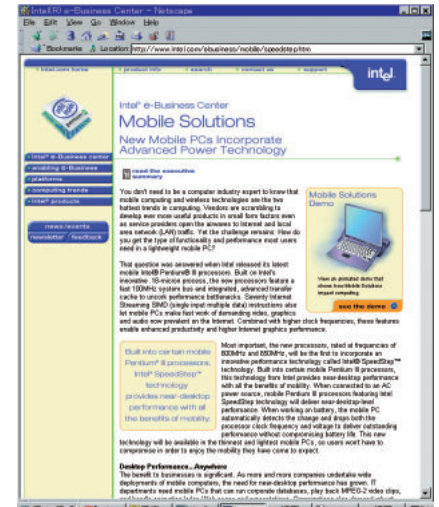 Intel(R) e-Business Center - Netscape
File Edit View Go Window Help
Bookmarks Location: http://www.intel.com/ebusiness/mobile/speedstep.htm
intel.com home product info search contact us support
intel.
Intel® e-Business Center
Mobile Solutions
New Mobile PCs Incorporate
Advanced Power Technology
intel® e-Business center
enabling e-Business
platforms
computing trends
intel® products
news/events
newsletter feedback
read the executive
summary
You don't need to be a computer industry expert to know that
mobile computing and wireless technologies are the two
hottest trends in computing. Vendors are scrambling to
develop ever more useful products in small form factors even
as service providers open the airwaves to Internet and local
area network (LAN) traffic. Yet the challenge remains: How do
you get the type of functionality and performance most users
need in a lightweight mobile PC?
Mobile Solutions
Demo
View an animated demo that
shows how Mobile Solutions
impact computing.
see the demo
That question was answered when Intel released its latest
mobile Intel® Pentium® III processors. Built on Intel's
innovative .18-micron process, the new processors feature a
fast 100MHz system bus and integrated, advanced transfer
cache to uncork performance bottlenecks. Seventy Internet
Streaming SIMD (single input multiple data) instructions also
let mobile PCs make fast work of demanding video, graphics
and audio now prevalent on the Internet. Combined with higher clock frequencies, these features
enable enhanced productivity and higher Internet graphics performance.
Built into certain mobile
Pentium® III processors,
Intel® SpeedStep™
technology
provides near-desktop
performance with all
the benefits of mobility.
Most important, the new processors, rated at frequencies of
600MHz and 650MHz, will be the first to incorporate an
innovative performance technology called Intel® SpeedStep™
technology. Built into certain mobile Pentium III processors,
this technology from Intel provides near-desktop performance
with all the benefits of mobility. When connected to an AC
power source, mobile Pentium III processors featuring Intel
SpeedStep technology will deliver near-desktop-level
performance. When working on battery, the mobile PC
automatically detects the change and drops both the
processor clock frequency and voltage to deliver outstanding
performance without compromising battery life. This new
technology will be available in the thinnest and lightest mobile PCs, so users won't have to
compromise in order to enjoy the mobility they have come to expect.
Desktop Performance...Anywhere
The benefit to businesses is significant. As more and more companies undertake wide
deployments of mobile computers, the need for near-desktop performance has grown. IT
departments need mobile PCs that can run corporate databases, play back MPEG-2 video clips,